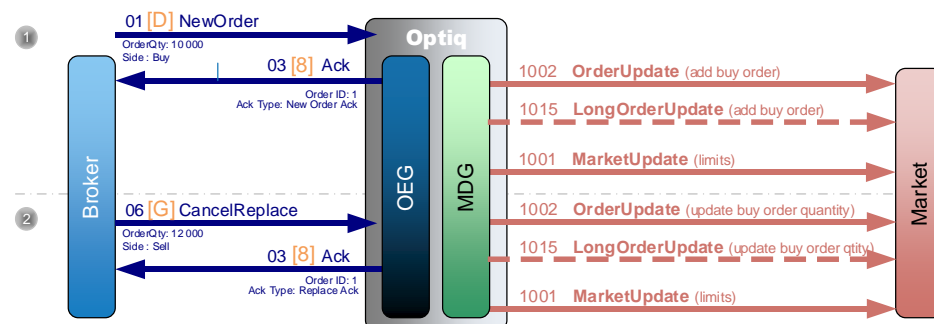 1
01 [D] NewOrder
OrderQty: 10 000
Side : Buy
03 [8] Ack
Order ID: 1
Ack Type: New Order Ack
Optiq
1002 OrderUpdate (add buy order)
1015 LongOrderUpdate (add buy order)
1001 MarketUpdate (limits)
Broker
OEG
MDG
Market
2
06 [G] CancelReplace
OrderQty: 12 000
Side : Sell
03 [8] Ack
Order ID: 1
Ack Type: Replace Ack
1002 OrderUpdate (update buy order quantity)
1015 LongOrderUpdate (update buy order qtity)
1001 MarketUpdate (limits)